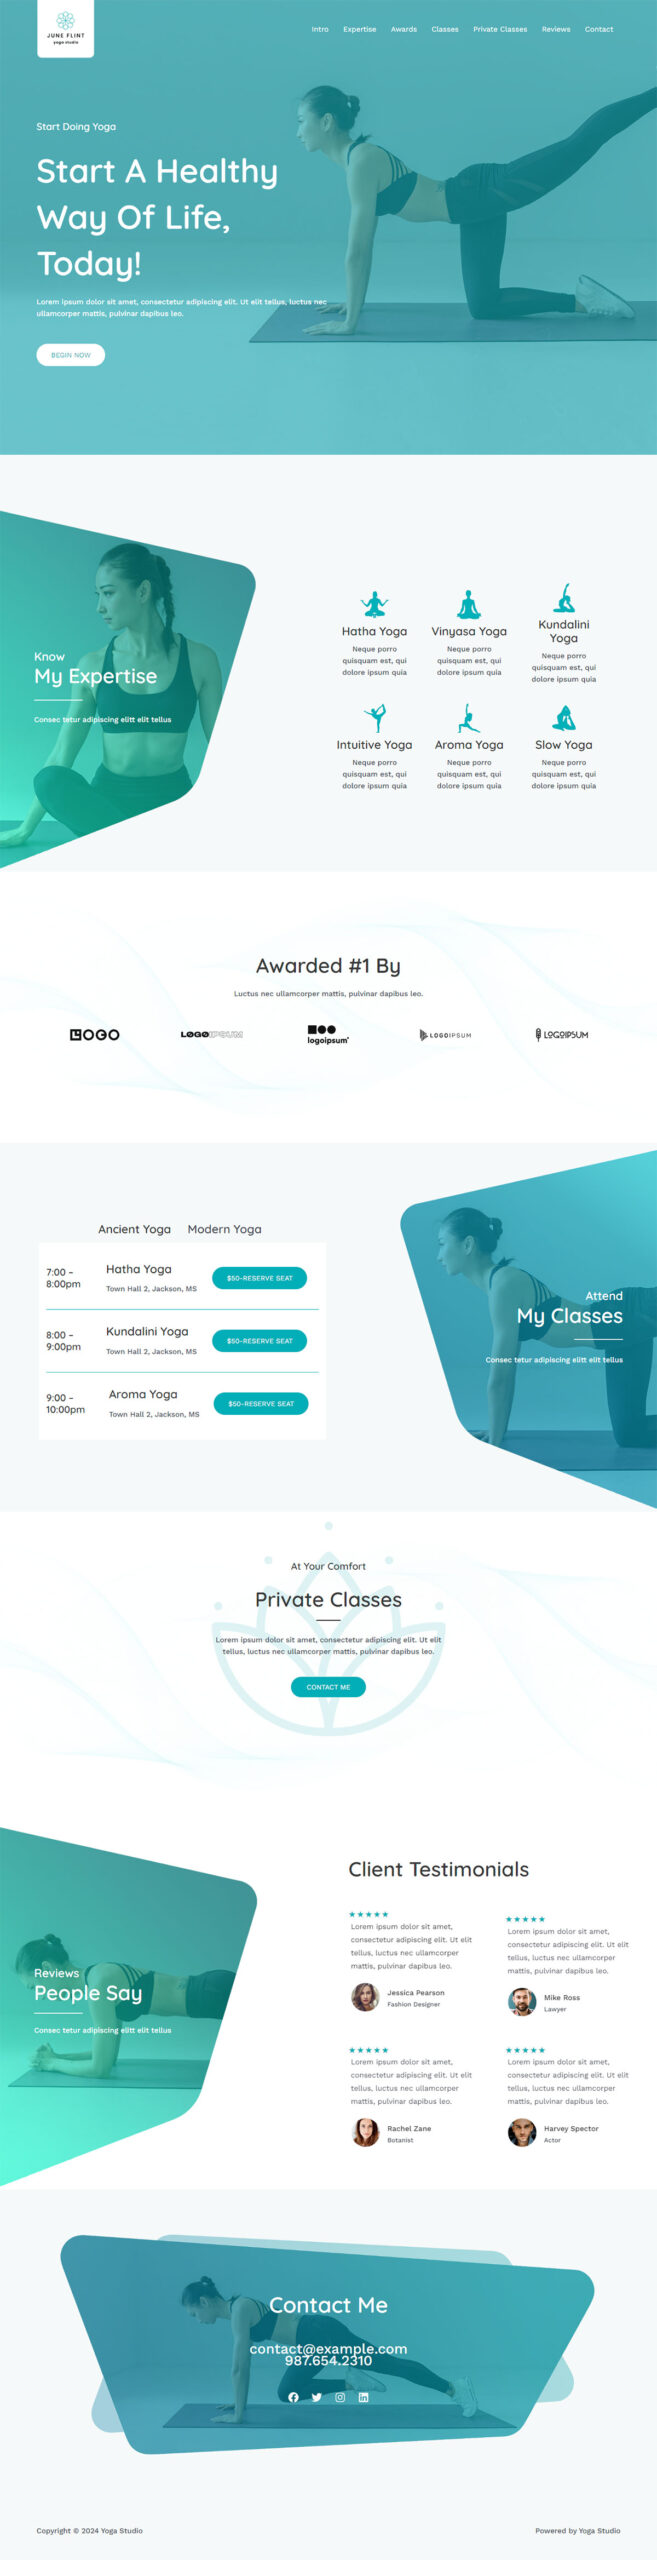 JUNE FLINT
yoga studio
Intro Expertise Awards Classes Private Classes Reviews Contact
Start Doing Yoga
Start A Healthy
Way Of Life,
Today!
Lorem ipsum dolor sit amet, consectetur adipiscing elit. Ut elit tellus, luctus nec
ullamcorper mattis, pulvinar dapibus leo.
BEGIN NOW
Know
My Expertise
Consec tetur adipiscing elitt elit tellus
Hatha Yoga
Neque porro
quisquam est, qui
dolore ipsum quia
Vinyasa Yoga
Neque porro
quisquam est, qui
dolore ipsum quia
Kundalini
Yoga
Neque porro
quisquam est, qui
dolore ipsum quia
Intuitive Yoga
Neque porro
quisquam est, qui
dolore ipsum quia
Aroma Yoga
Neque porro
quisquam est, qui
dolore ipsum quia
Slow Yoga
Neque porro
quisquam est, qui
dolore ipsum quia
Awarded #1 By
Luctus nec ullamcorper mattis, pulvinar dapibus leo.
LOGO
LOGOIPSUM
logoipsum
LOGOIPSUM
LOGOIPSUM
Ancient Yoga Modern Yoga
7:00 –
8:00pm
Hatha Yoga
Town Hall 2, Jackson, MS
$50-RESERVE SEAT
8:00 –
9:00pm
Kundalini Yoga
Town Hall 2, Jackson, MS
$50-RESERVE SEAT
9:00 –
10:00pm
Aroma Yoga
Town Hall 2, Jackson, MS
$50-RESERVE SEAT
Attend
My Classes
Consec tetur adipiscing elitt elit tellus
At Your Comfort
Private Classes
Lorem ipsum dolor sit amet, consectetur adipiscing elit. Ut elit
tellus, luctus nec ullamcorper mattis, pulvinar dapibus leo.
CONTACT ME
Reviews
People Say
Consec tetur adipiscing elitt elit tellus
Client Testimonials
Lorem ipsum dolor sit amet,
consectetur adipiscing elit. Ut elit
tellus, luctus nec ullamcorper
mattis, pulvinar dapibus leo.
Jessica Pearson
Fashion Designer
Lorem ipsum dolor sit amet,
consectetur adipiscing elit. Ut elit
tellus, luctus nec ullamcorper
mattis, pulvinar dapibus leo.
Mike Ross
Lawyer
Lorem ipsum dolor sit amet,
consectetur adipiscing elit. Ut elit
tellus, luctus nec ullamcorper
mattis, pulvinar dapibus leo.
Rachel Zane
Botanist
Lorem ipsum dolor sit amet,
consectetur adipiscing elit. Ut elit
tellus, luctus nec ullamcorper
mattis, pulvinar dapibus leo.
Harvey Spector
Actor
Contact Me
contact@example.com
987.654.2310
Copyright © 2024 Yoga Studio
Powered by Yoga Studio